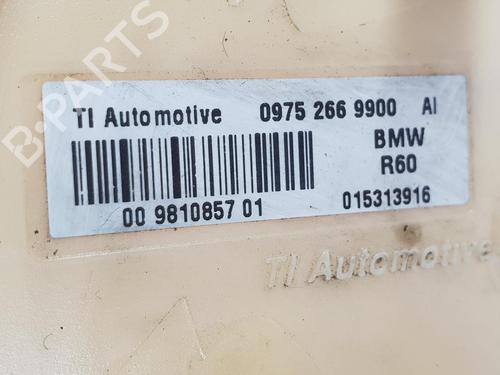 B-PARTS
TI Automotive 0975 266 9900 AI
BMW
R60
00 9810857 01 015313916
TI Automotive